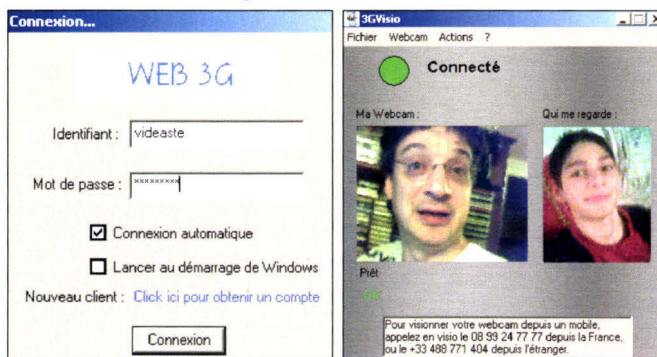 Connexion...
WEB 3G
Identifiant : videaste
Mot de passe : *********
Connexion automatique
Lancer au démarrage de Windows
Nouveau client : Click ici pour obtenir un compte
Connexion
3GVisio
Fichier Webcam Actions ?
Connecté
Ma Webcam : Qui me regarde :
Prêt
Pour visionner votre webcam depuis un mobile,
appelez en visio le 08 99 24 77 77 depuis la France,
ou le +33 488 771 404 depuis l'étranger.